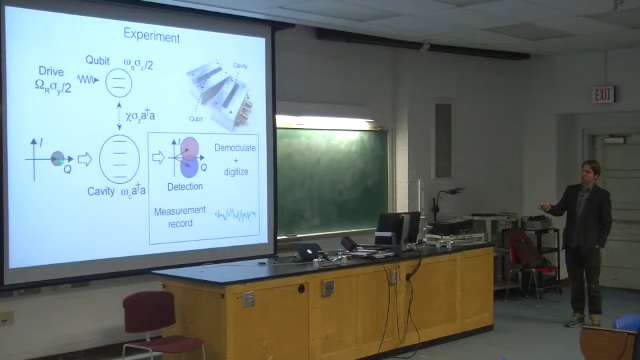 Experiment
Qubit ω_qσ_z/2
Cavity
Drive
Ω_Rσ_y/2
χσ_za⁺a
Qubit
I
Q
I
Q
Demodulate
+
digitize
Detection
Cavity ω_ca⁺a
Measurement
record
EXIT